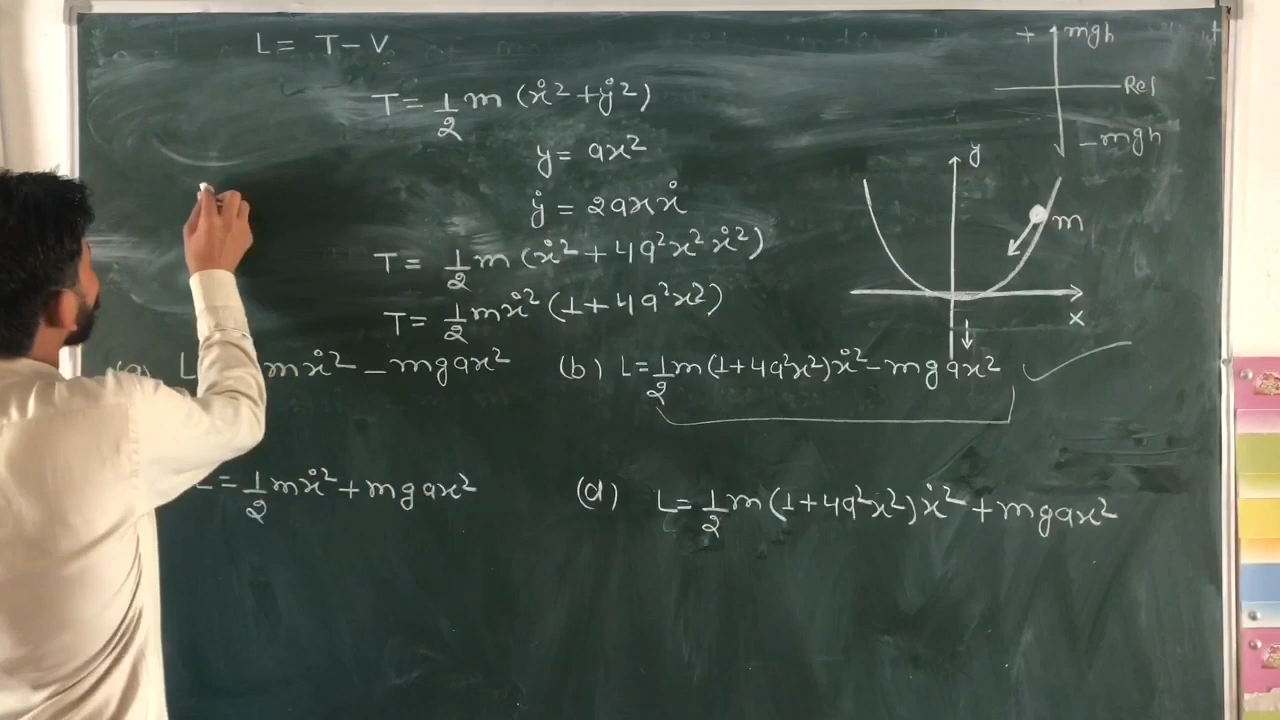 L = T - V
+ mgh
Ref
- mgh
T = 1/2 m (ẋ² + ẏ²)
y = ax²
ẏ = 2axẋ
T = 1/2 m (ẋ² + 4a²x²ẋ²)
T = 1/2 mẋ² (1 + 4a²x²)
y
m
x
(a) L mẋ² - mgax² (b) L = 1/2 m(1+4a²x²)ẋ² - mgax²
L = 1/2 mẋ² + mgax² (d) L = 1/2 m(1+4a²x²)ẋ² + mgax²